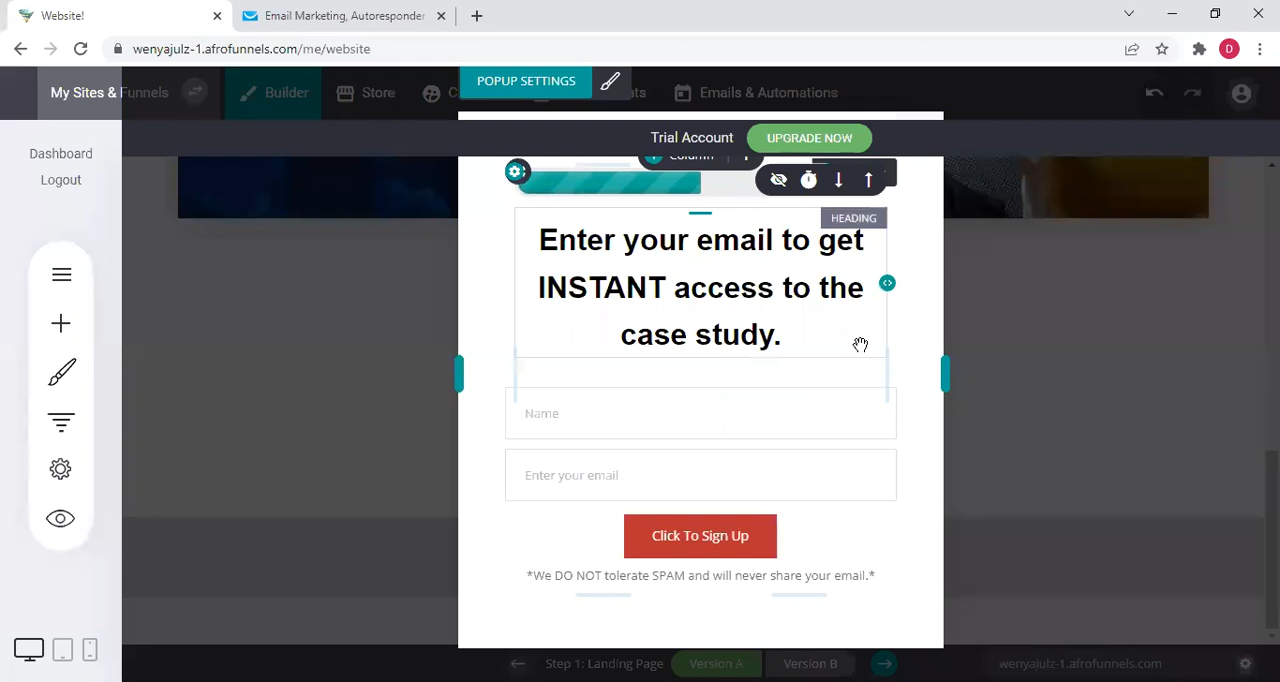 Website!
Email Marketing, Autoresponder
D
wenyajulz-1.afrofunnels.com/me/website
My Sites & Funnels
Builder
Store
Emails & Automations
POPUP SETTINGS
Trial Account
UPGRADE NOW
Dashboard
Logout
Column
HEADING
Enter your email to get
INSTANT access to the
case study.
Name
Enter your email
Click To Sign Up
*We DO NOT tolerate SPAM and will never share your email.*
Step 1: Landing Page
Version A
Version B
wenyajulz-1.afrofunnels.com